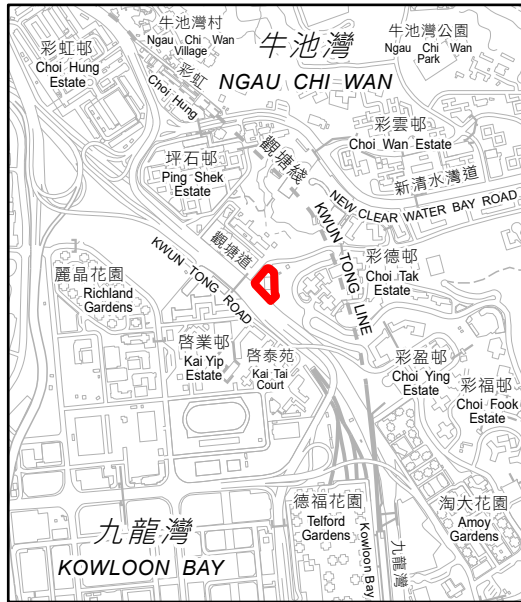 彩虹邨
Choi Hung
Estate
牛池灣村
Ngau Chi Wan
Village
牛池灣
NGAU CHI WAN
牛池灣公園
Ngau Chi Wan
Park
彩虹
Choi Hung
坪石邨
Ping Shek
Estate
觀塘綫
KWUN TONG LINE
彩雲邨
Choi Wan Estate
新清水灣道
NEW CLEAR WATER BAY ROAD
觀塘道
KWUN TONG ROAD
彩德邨
Choi Tak
Estate
麗晶花園
Richland
Gardens
啓業邨
Kai Yip
Estate
啓泰苑
Kai Tai
Court
彩盈邨
Choi Ying
Estate
彩福邨
Choi Fook
Estate
九龍灣
KOWLOON BAY
德福花園
Telford
Gardens
Kowloon Bay
九龍灣
淘大花園
Amoy
Gardens